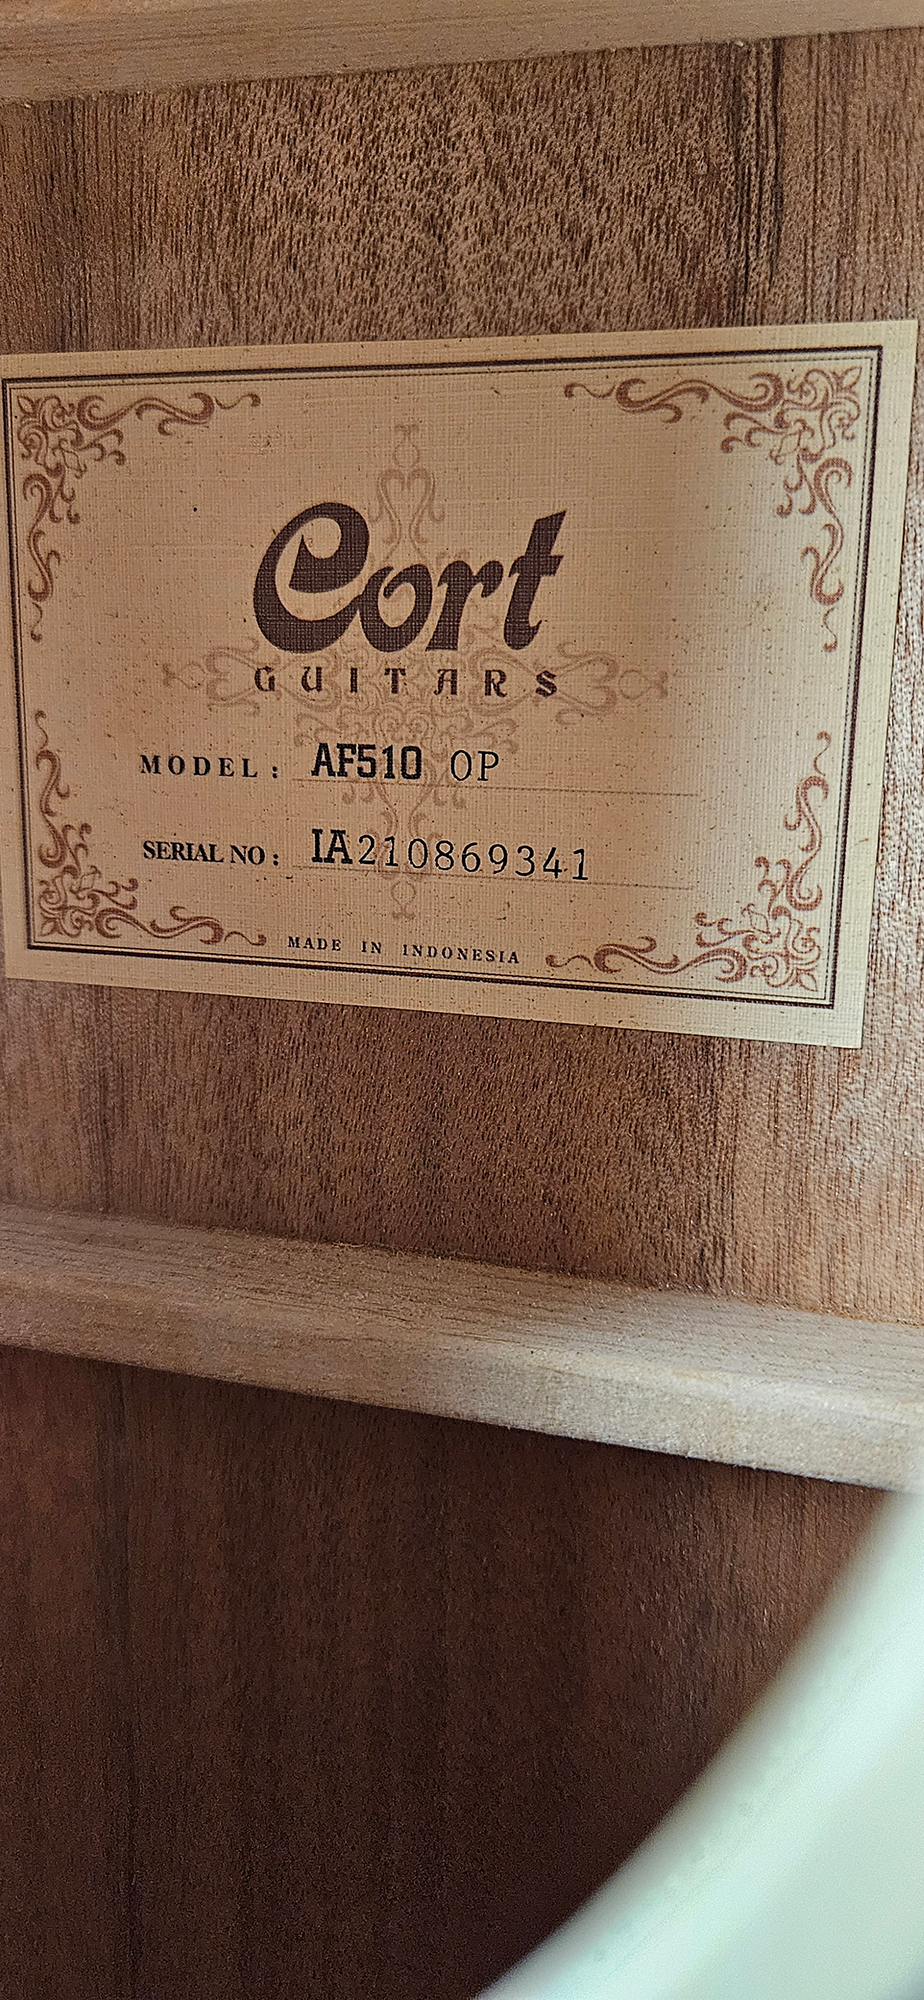 Cort
GUITARS
MODEL: AF510 OP
SERIAL NO: IA210869341
MADE IN INDONESIA